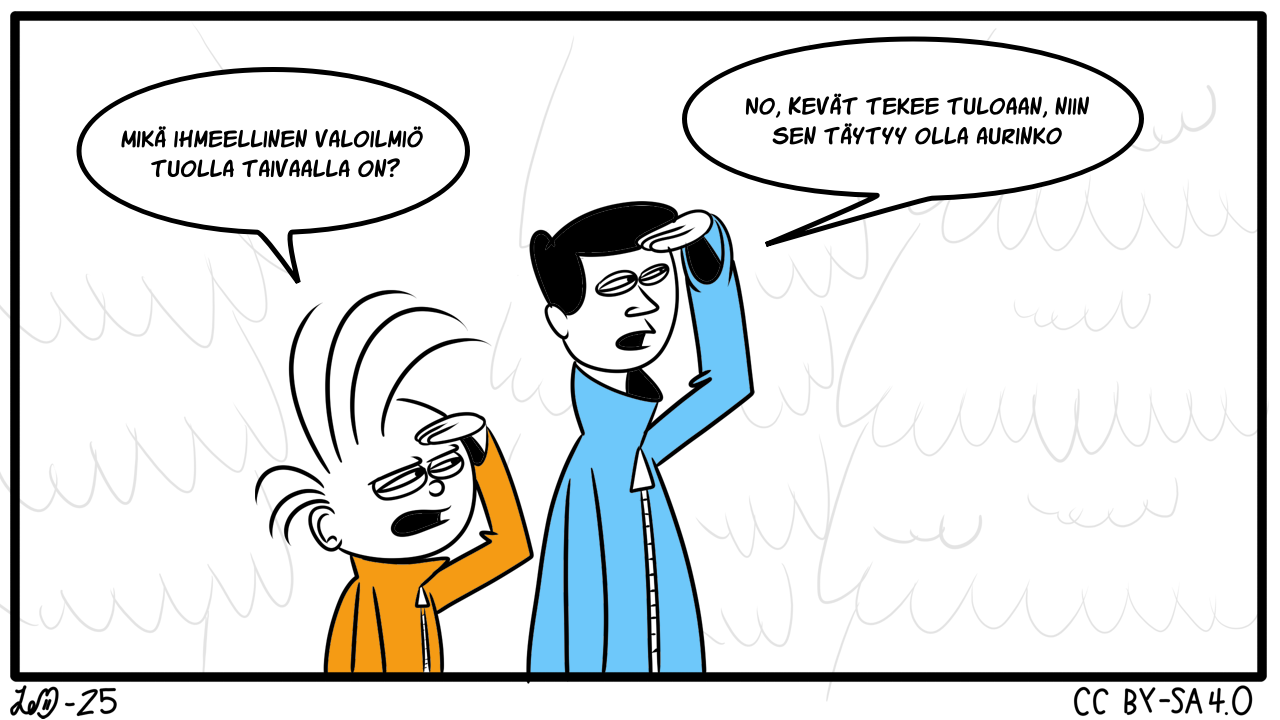 MIKÄ IHMEELLINEN VALOILMIÖ
TUOLLA TAIVAALLA ON?
NO, KEVÄT TEKEE TULOAAN, NIIN
SEN TÄYTYY OLLA AURINKO
-25
CC BY-SA 4.0